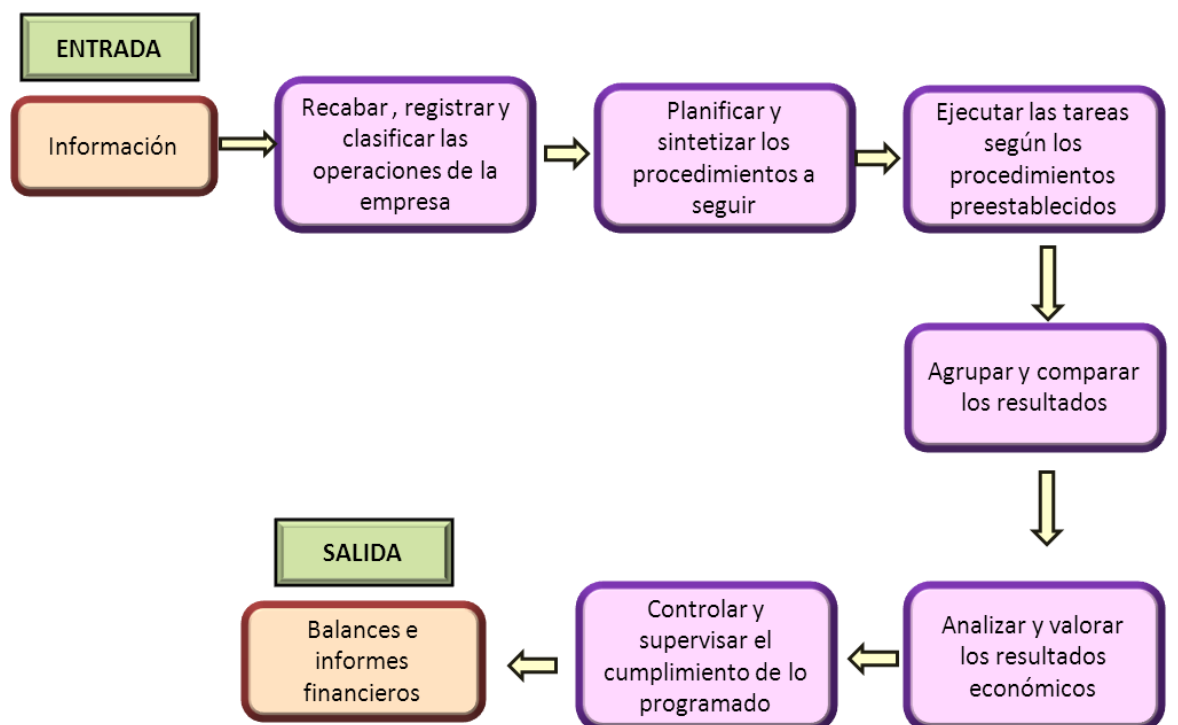 ENTRADA
Información
Recabar , registrar y
clasificar las
operaciones de la
empresa
Planificar y
sintetizar los
procedimientos a
seguir
Ejecutar las tareas
según los
procedimientos
preestablecidos
Agrupar y comparar
los resultados
Analizar y valorar
los resultados
económicos
Controlar y
supervisar el
cumplimiento de lo
programado
SALIDA
Balances e
informes
financieros